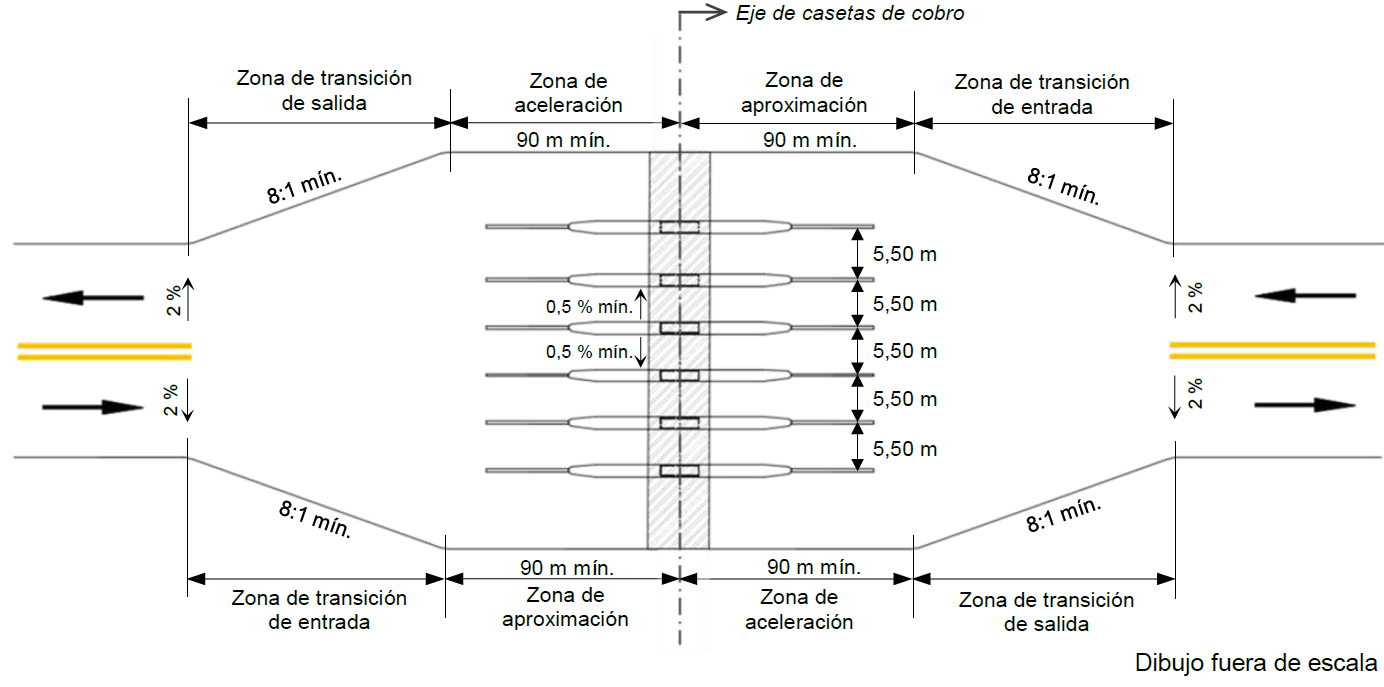 Eje de casetas de cobro
Zona de transición
de salida
Zona de
aceleración
Zona de
aproximación
Zona de transición
de entrada
90 m mín.
90 m mín.
8:1 mín.
8:1 mín.
5,50 m
5,50 m
5,50 m
5,50 m
5,50 m
2 %
0,5 % mín.
2 %
0,5 % mín.
2 %
2 %
8:1 mín.
8:1 mín.
90 m mín.
90 m mín.
Zona de transición
de entrada
Zona de
aproximación
Zona de
aceleración
Zona de transición
de salida
Dibujo fuera de escala